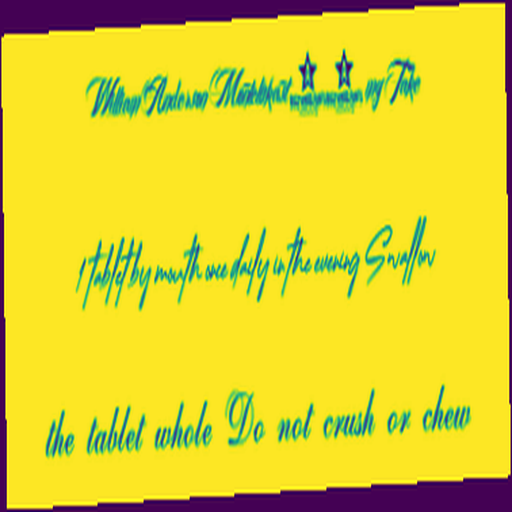 William Anderson mg Take
1 tablet by mouth once daily in the evening Swallow
the tablet whole Do not crush or chew